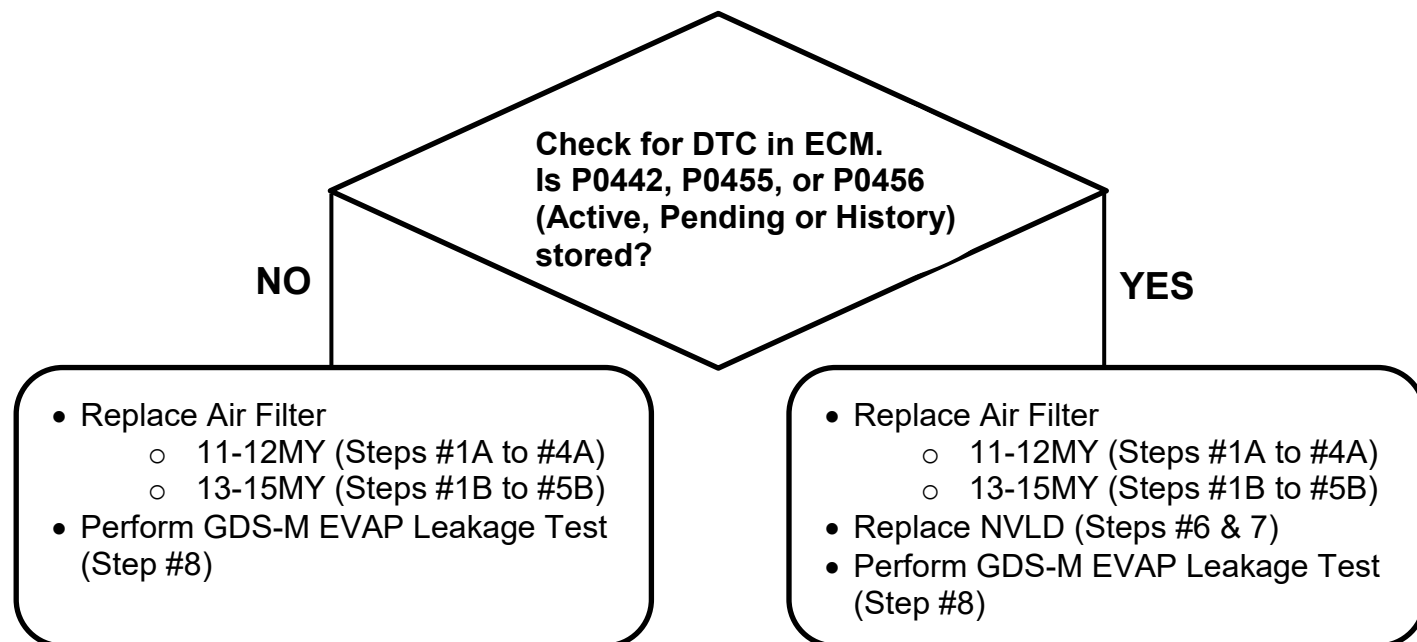 Check for DTC in ECM.
Is P0442, P0455, or P0456
(Active, Pending or History)
stored?
NO
YES
• Replace Air Filter
o 11-12MY (Steps #1A to #4A)
o 13-15MY (Steps #1B to #5B)
• Perform GDS-M EVAP Leakage Test
(Step #8)
• Replace Air Filter
o 11-12MY (Steps #1A to #4A)
o 13-15MY (Steps #1B to #5B)
• Replace NVLD (Steps #6 & 7)
• Perform GDS-M EVAP Leakage Test
(Step #8)